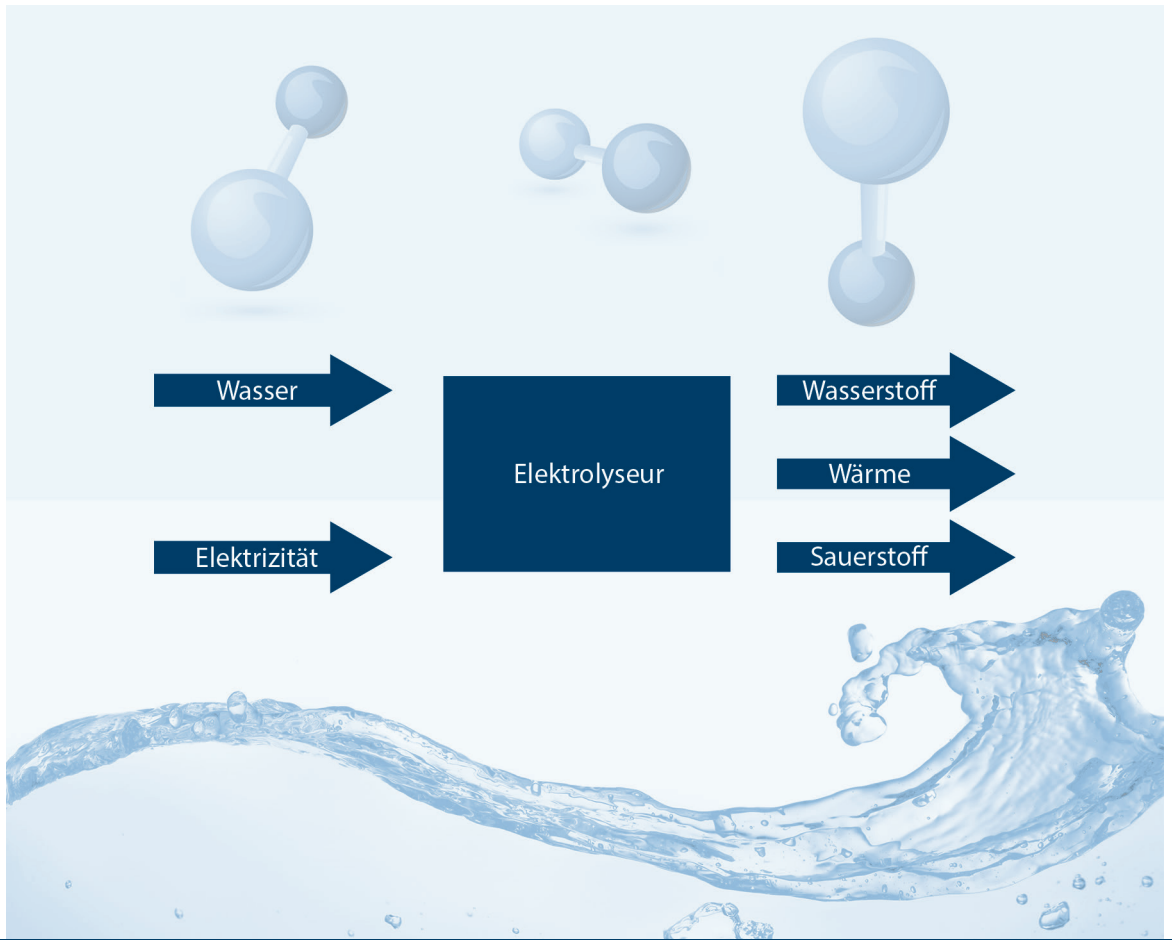 Wasser
Elektrizität
Elektrolyseur
Wasserstoff
Wärme
Sauerstoff